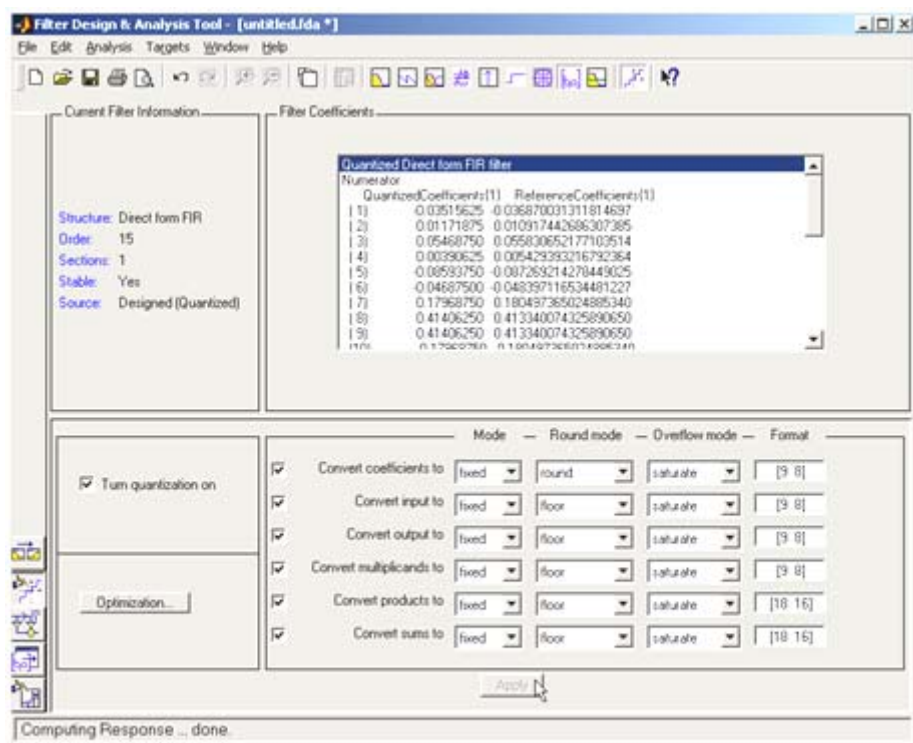 Filter Design & Analysis Tool - [untitled.fda *]
File Edit Analysis Targets Window Help
Current Filter Information
Structure: Direct form FIR
Order: 15
Sections: 1
Stable: Yes
Source: Designed (Quantized)
Filter Coefficients
Quantized Direct form FIR filter
Numerator
QuantizedCoefficients{1} ReferenceCoefficients{1}
( 1) -0.03515625 -0.036870031311814697
( 2) 0.01171875 0.010917442686307385
( 3) 0.05468750 0.055830652177103514
( 4) 0.00390625 0.005429393216792364
( 5) -0.08593750 -0.087269214278449025
( 6) -0.04687500 -0.048397116534481227
( 7) 0.17968750 0.180497365024885340
( 8) 0.41406250 0.413340074325890650
( 9) 0.41406250 0.413340074325890650
(10) 0.17968750 0.180497365024885340
Turn quantization on
Optimization...
Mode Round mode Overflow mode Format
Convert coefficients to fixed round saturate [9 8]
Convert input to fixed floor saturate [9 8]
Convert output to fixed floor saturate [9 8]
Convert multiplicands to fixed floor saturate [9 8]
Convert products to fixed floor saturate [18 16]
Convert sums to fixed floor saturate [18 16]
Apply
Computing Response ... done.